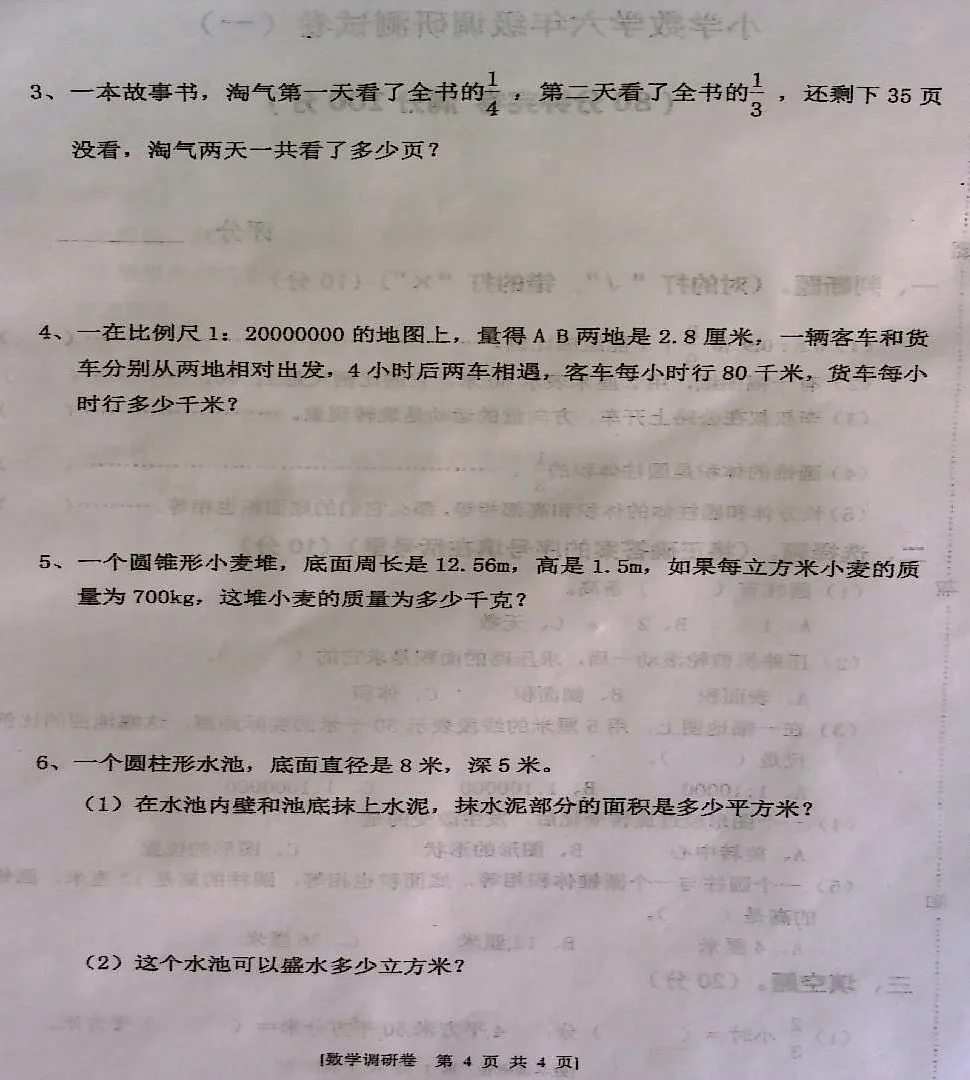 3、一本故事书，淘气第一天看了全书的1/4，第二天看了全书的1/3，还剩下 35 页
没看，淘气两天一共看了多少页？
4、一在比例尺 1：20000000 的地图上，量得 A B 两地是 2.8 厘米，一辆客车和货
车分别从两地相对出发，4 小时后两车相遇，客车每小时行 80 千米，货车每小
时行多少千米？
5、一个圆锥形小麦堆，底面周长是 12.56m，高是 1.5m，如果每立方米小麦的质
量为 700kg，这堆小麦的质量为多少千克？
6、一个圆柱形水池，底面直径是 8 米，深 5 米。
（1）在水池内壁和池底抹上水泥，抹水泥部分的面积是多少平方米？
（2）这个水池可以盛水多少立方米？
[数学调研卷 第 4 页 共 4 页]